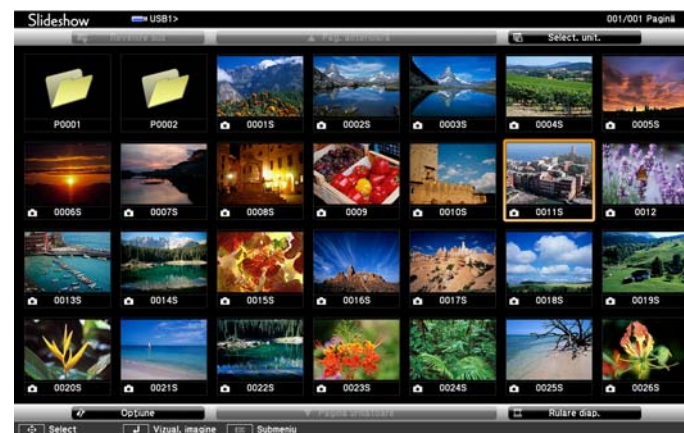 Slideshow USB1> 001/001 Pagină
Revenire sus Pag. anterioară Select. unit.
P0001 P0002 0001S 0002S 0003S 0004S 0005S
0006S 0007S 0008S 0009 0010S 0011S 0012
0013S 0014S 0015S 0016S 0017S 0018S 0019S
0020S 0021S 0022S 0023S 0024S 0025S 0026S
Opţiune Pagina următoare Rulare diap.
Select Vizual. imagine Submeniu